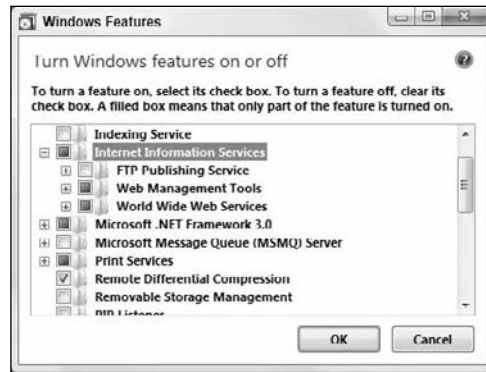 Windows Features
Turn Windows features on or off
To turn a feature on, select its check box. To turn a feature off, clear its
check box. A filled box means that only part of the feature is turned on.
Indexing Service
Internet Information Services
FTP Publishing Service
Web Management Tools
World Wide Web Services
Microsoft .NET Framework 3.0
Microsoft Message Queue (MSMQ) Server
Print Services
Remote Differential Compression
Removable Storage Management
RIP Listener
OK Cancel